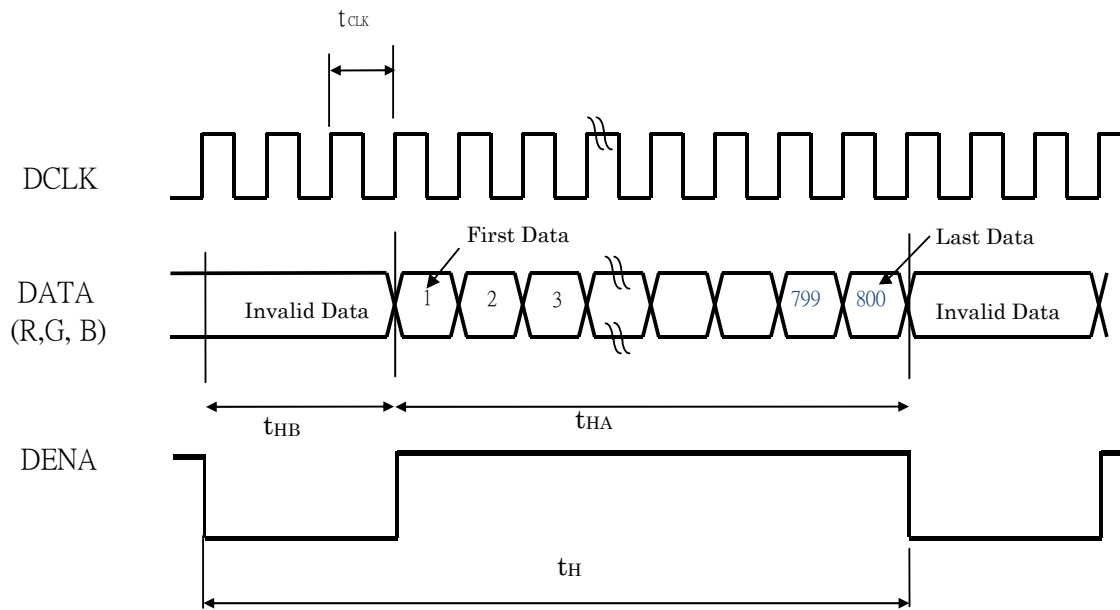 tCLK
DCLK
First Data
Last Data
DATA
(R,G, B)
Invalid Data
1
2
3
799
800
Invalid Data
tHB
tHA
DENA
tH